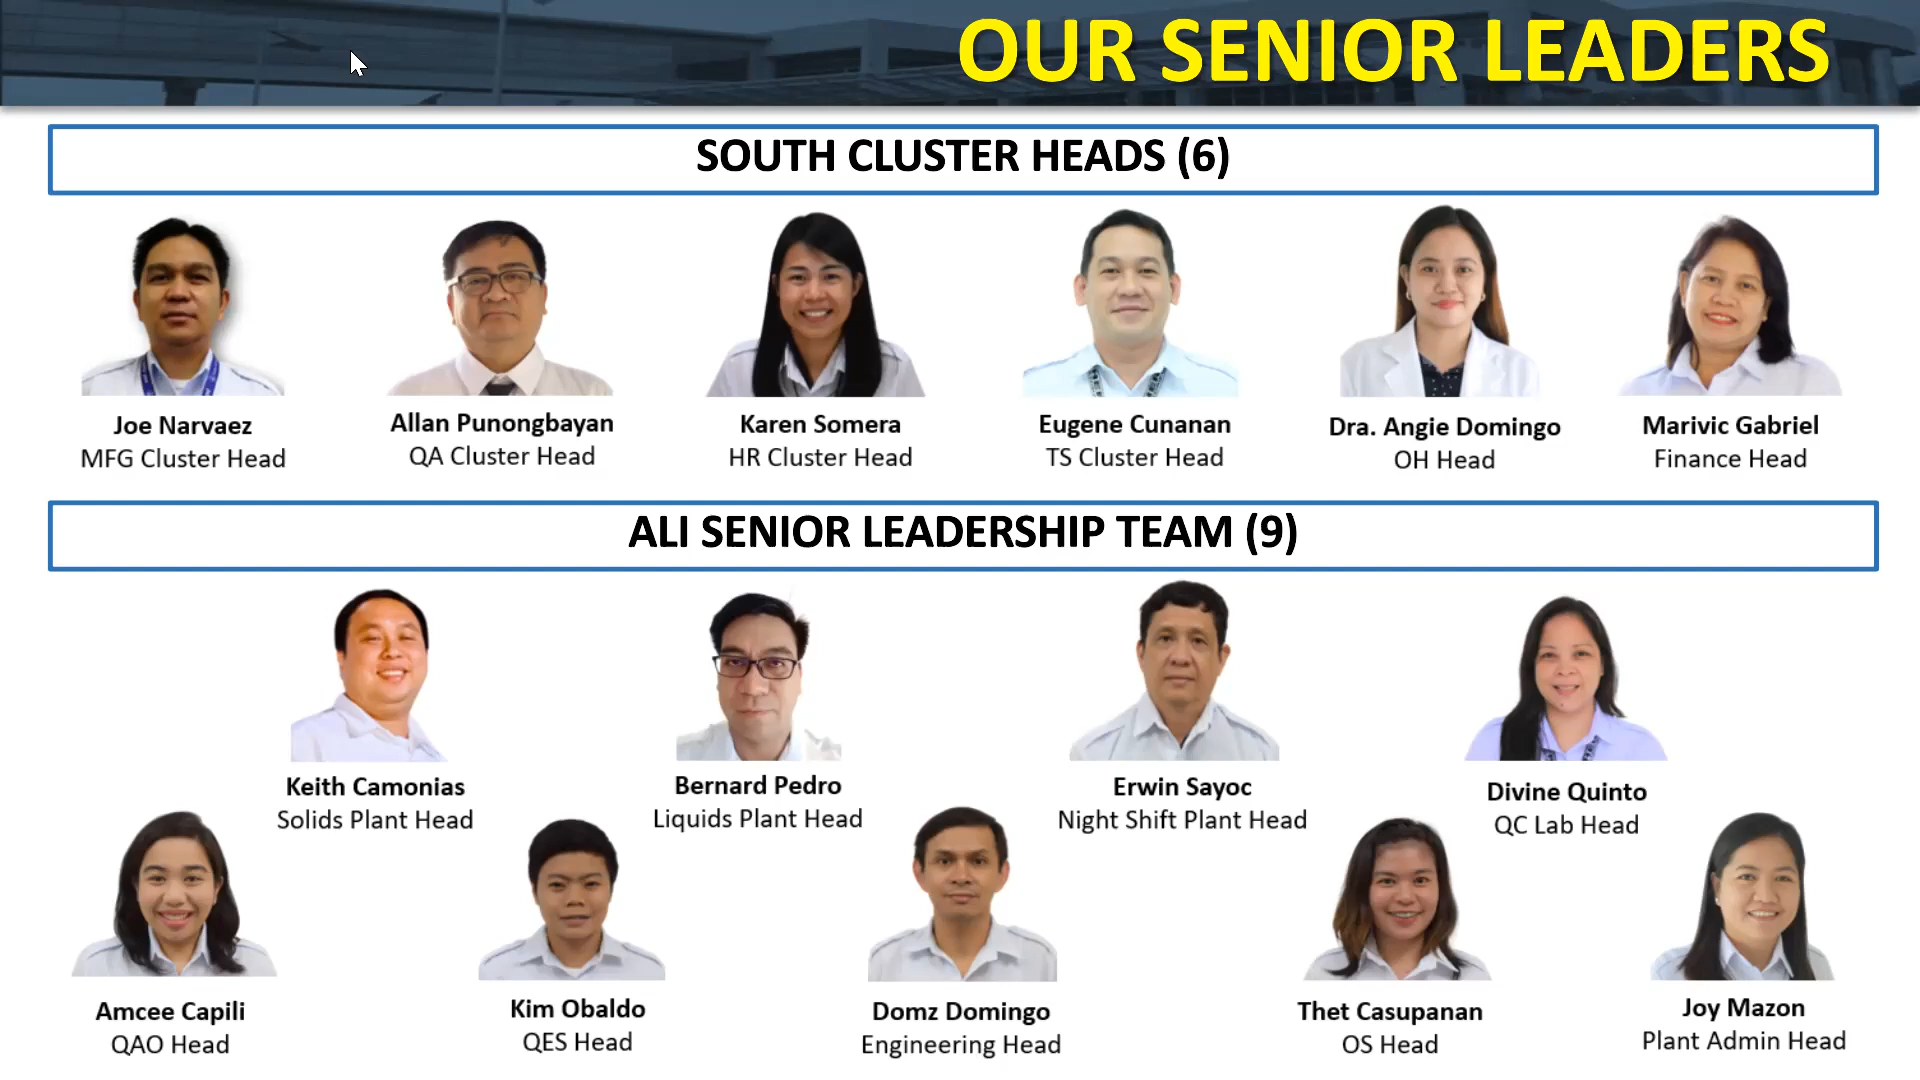 OUR SENIOR LEADERS
SOUTH CLUSTER HEADS (6)
Joe Narvaez
MFG Cluster Head
Allan Punongbayan
QA Cluster Head
Karen Somera
HR Cluster Head
Eugene Cunanan
TS Cluster Head
Dra. Angie Domingo
OH Head
Marivic Gabriel
Finance Head
ALI SENIOR LEADERSHIP TEAM (9)
Keith Camonias
Solids Plant Head
Bernard Pedro
Liquids Plant Head
Erwin Sayoc
Night Shift Plant Head
Divine Quinto
QC Lab Head
Amcee Capili
QAO Head
Kim Obaldo
QES Head
Domz Domingo
Engineering Head
Thet Casupanan
OS Head
Joy Mazon
Plant Admin Head